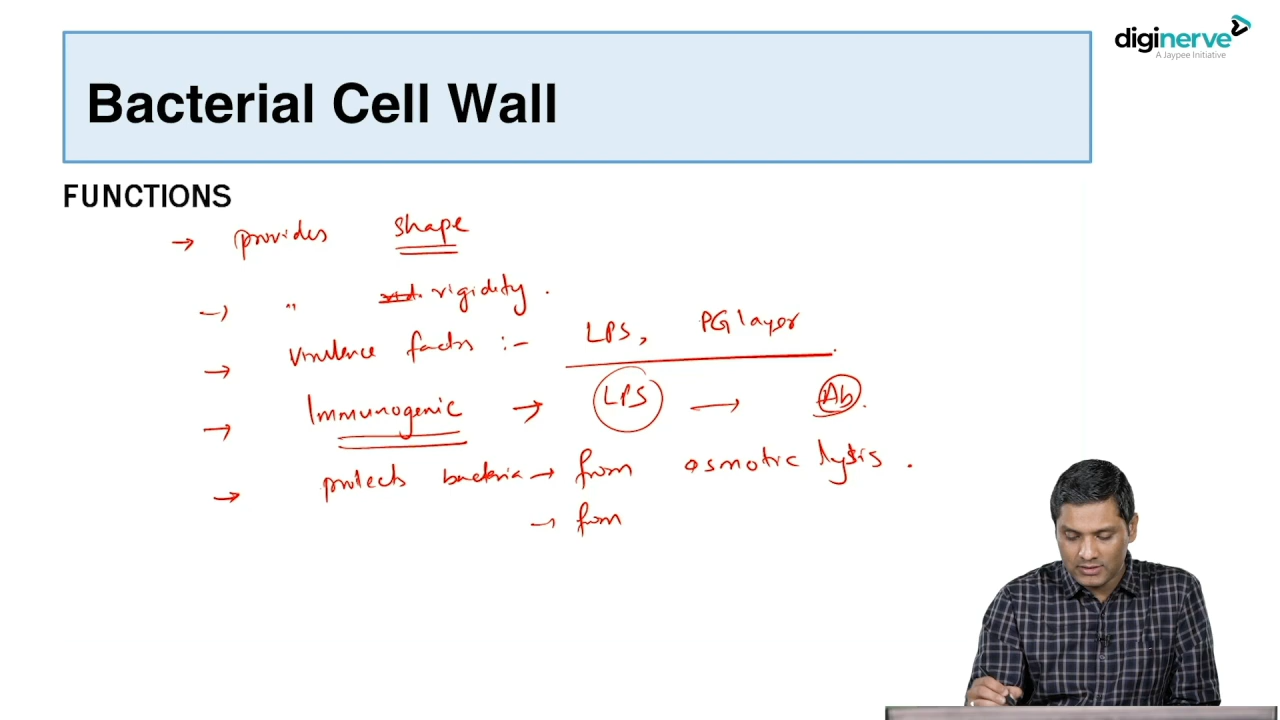 diginerve
A Jaypee Initiative
Bacterial Cell Wall
FUNCTIONS
→ provides shape
→ " rigidity.
→ Virulence factors :- LPS, PG layer
→ Immunogenic → LPS → Ab.
→ protects bacteria → from osmotic lysis.
→ from